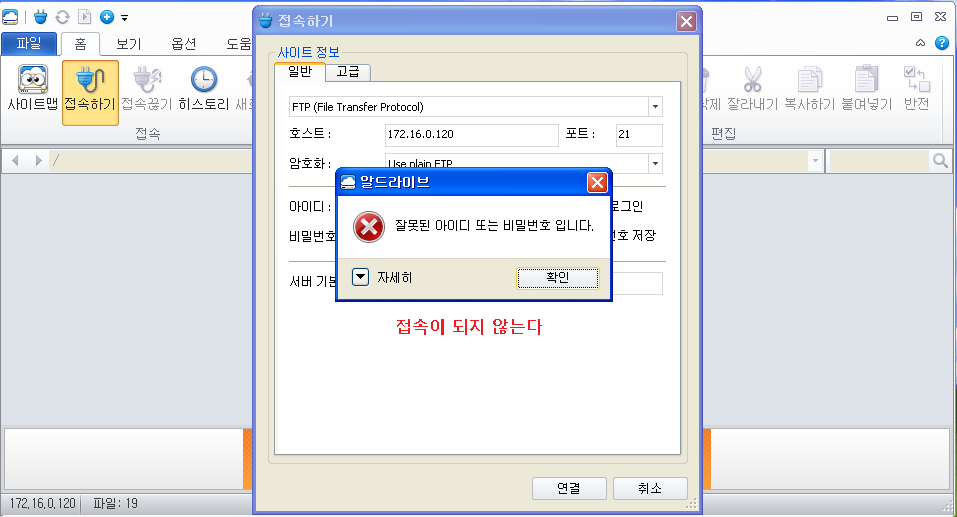 파일 홈 보기 옵션 도움
사이트맵 접속하기 접속끊기 히스토리 새로
접속
/
접속하기
사이트 정보
일반 고급
FTP (File Transfer Protocol)
호스트 : 172.16.0.120 포트 : 21
암호화 : Use plain FTP
아이디 : 로그인
비밀번호 번호 저장
서버 기본
알드라이브
잘못된 아이디 또는 비밀번호 입니다.
자세히 확인
접속이 되지 않는다
연결 취소
삭제 잘라내기 복사하기 붙여넣기 반전
편집
172.16.0.120 파일: 19